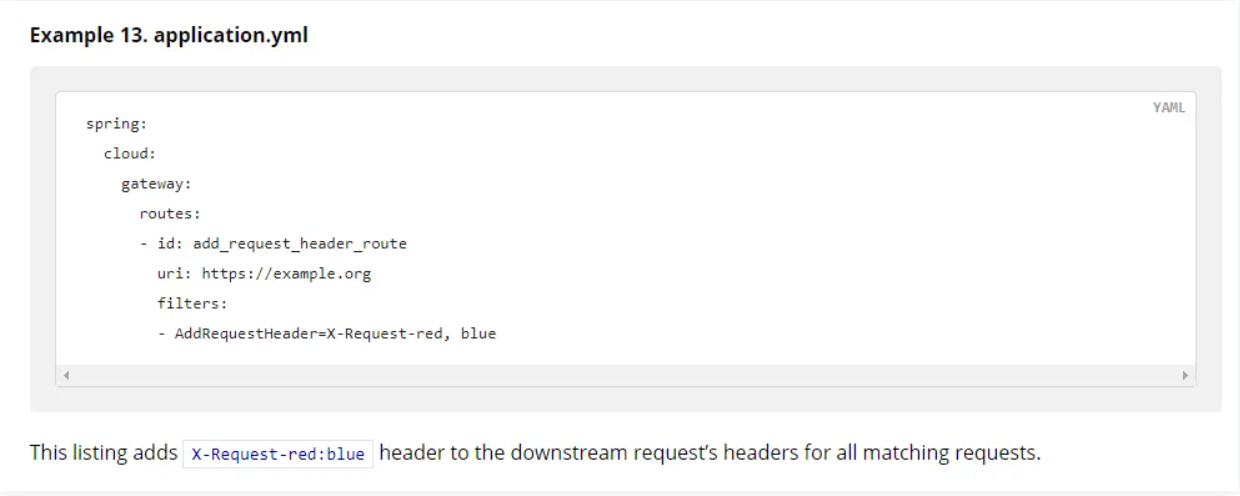 Example 13. application.yml
YAML
spring:
  cloud:
    gateway:
      routes:
      - id: add_request_header_route
        uri: https://example.org
        filters:
        - AddRequestHeader=X-Request-red, blue
This listing adds X-Request-red:blue header to the downstream request’s headers for all matching requests.